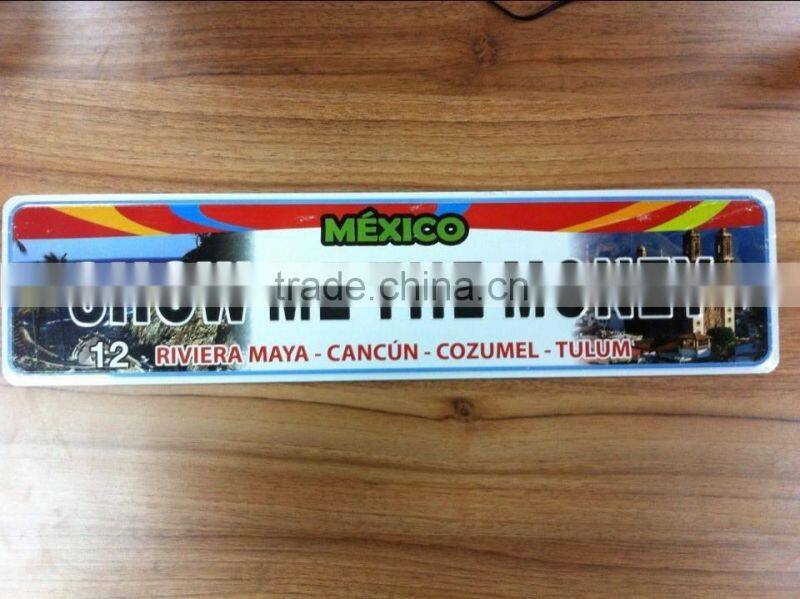 MÉXICO
SHOW ME THE MONEY
trade.china.cn
12 RIVIERA MAYA - CANCÚN - COZUMEL - TULUM